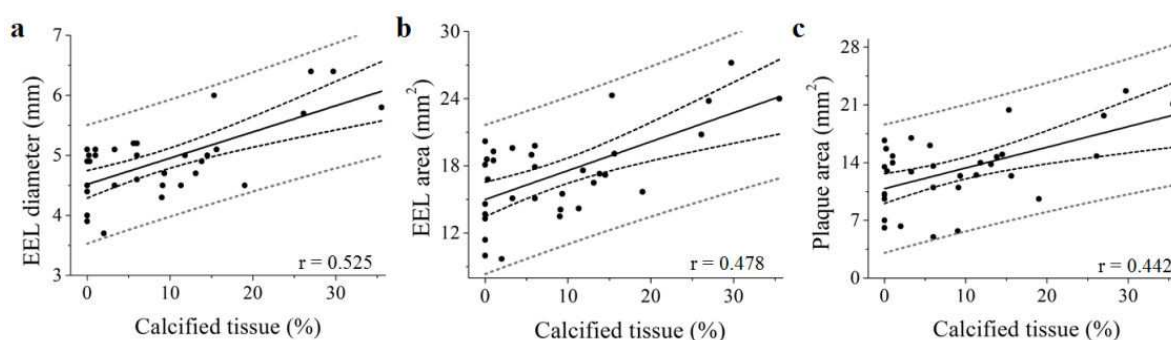 a
7
6
5
4
3
EEL diameter (mm)
0
10
20
30
Calcified tissue (%)
r = 0.525
b
30
24
18
12
EEL area (mm²)
0
10
20
30
Calcified tissue (%)
r = 0.478
c
28
21
14
7
0
Plaque area (mm²)
0
10
20
30
Calcified tissue (%)
r = 0.442